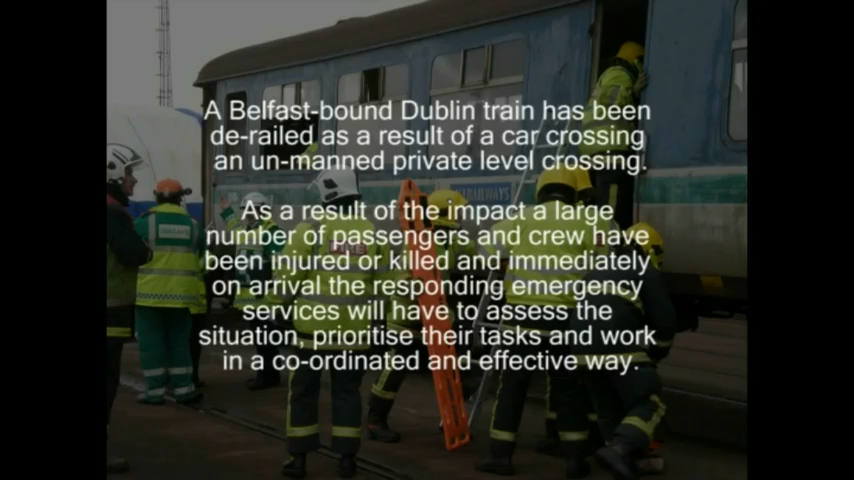 A Belfast-bound Dublin train has been
de-railed as a result of a car crossing
an un-manned private level crossing.
As a result of the impact a large
number of passengers and crew have
been injured or killed and immediately
on arrival the responding emergency
services will have to assess the
situation, prioritise their tasks and work
in a co-ordinated and effective way.
FIRE